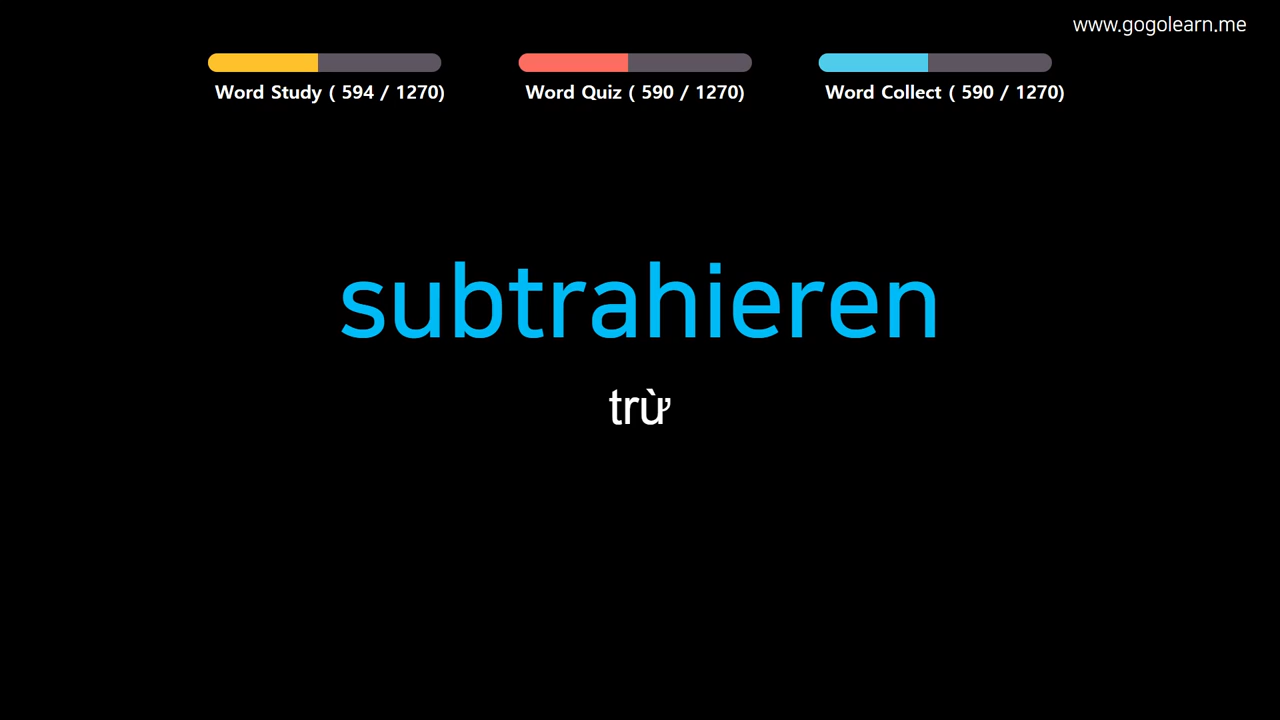 www.gogolearn.me
Word Study ( 594 / 1270)
Word Quiz ( 590 / 1270)
Word Collect ( 590 / 1270)
subtrahieren
trừ